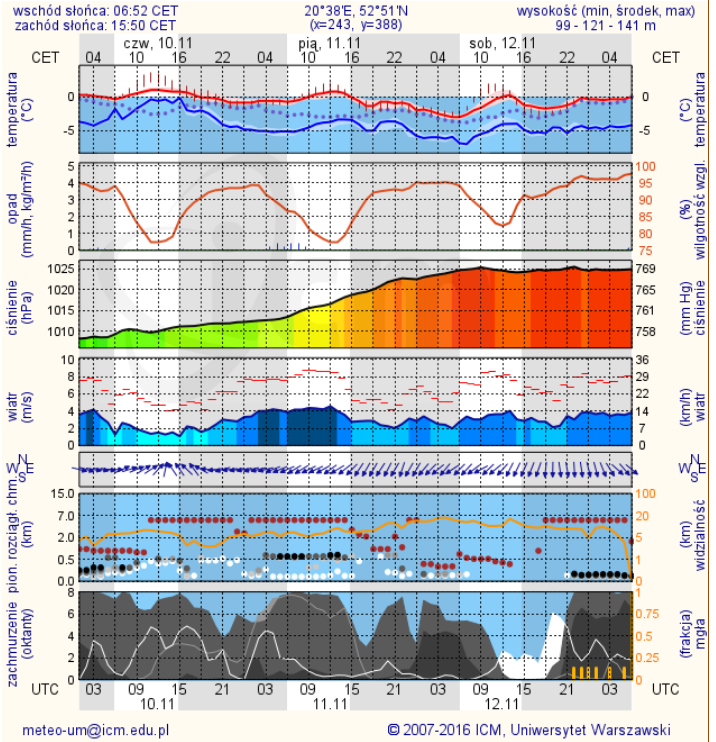 wschód słońca: 06:52 CET 20°38'E, 52°51'N wysokość (min, środek, max)
zachód słońca: 15:50 CET (x=243, y=388) 99 - 121 - 141 m
czw, 10.11 pią, 11.11 sob, 12.11
CET 04 10 16 22 04 10 16 22 04 10 16 22 04 CET
temperatura (°C) 0 -5 0 -5 temperatura (°C)
opad (mm/h, kg/m²/h) 5 4 3 2 1 0 100 95 90 85 80 75 (%) wilgotność wzgl.
ciśnienie (hPa) 1025 1020 1015 1010 769 765 761 758 (mm Hg) ciśnienie
wiatr (m/s) 10 8 6 4 2 0 36 29 22 14 7 0 (km/h) wiatr
N
W E
S
N
W E
S
pion. rozciągł. chm. (km) 15.0 7.0 2.0 0.5 0.0 100 20 5 1 0 (km) widzialność
zachmurzenie (oktanty) 8 6 4 2 0 1 0.75 0.5 0.25 0 (frakcja) mgła
UTC 03 09 15 21 03 09 15 21 03 09 15 21 03 UTC
10.11 11.11 12.11
meteo-um@icm.edu.pl © 2007-2016 ICM, Uniwersytet Warszawski